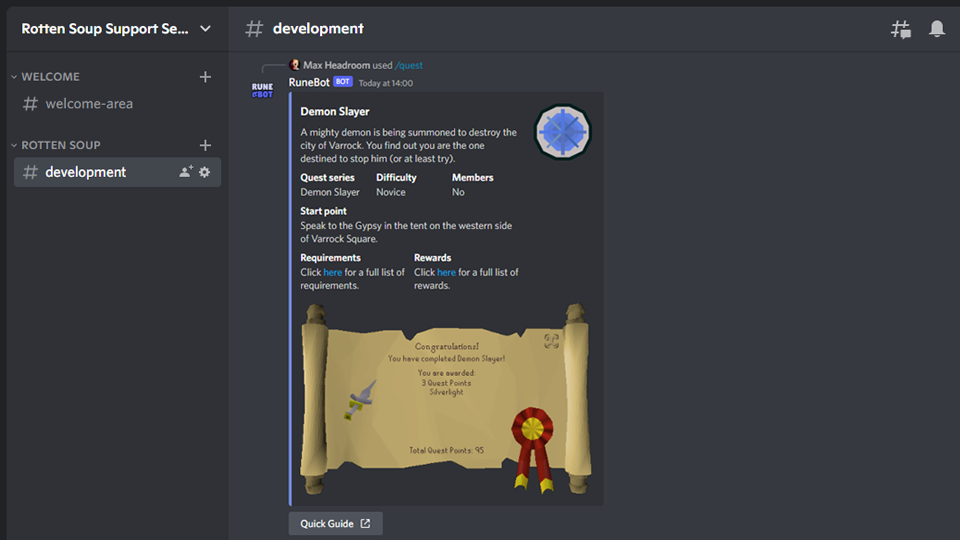 Rotten Soup Support Se...
# development
WELCOME
# welcome-area
ROTTEN SOUP
# development
Max Headroom used /quest
RUNE BOT
RuneBot BOT Today at 14:00
Demon Slayer
A mighty demon is being summoned to destroy the
city of Varrock. You find out you are the one
destined to stop him (or at least try).
Quest series Difficulty Members
Demon Slayer Novice No
Start point
Speak to the Gypsy in the tent on the western side
of Varrock Square.
Requirements Rewards
Click here for a full list of Click here for a full list of
requirements. rewards.
Congratulations!
You have completed Demon Slayer!
You are awarded:
3 Quest Points
Silverlight
Total Quest Points: 95
Quick Guide